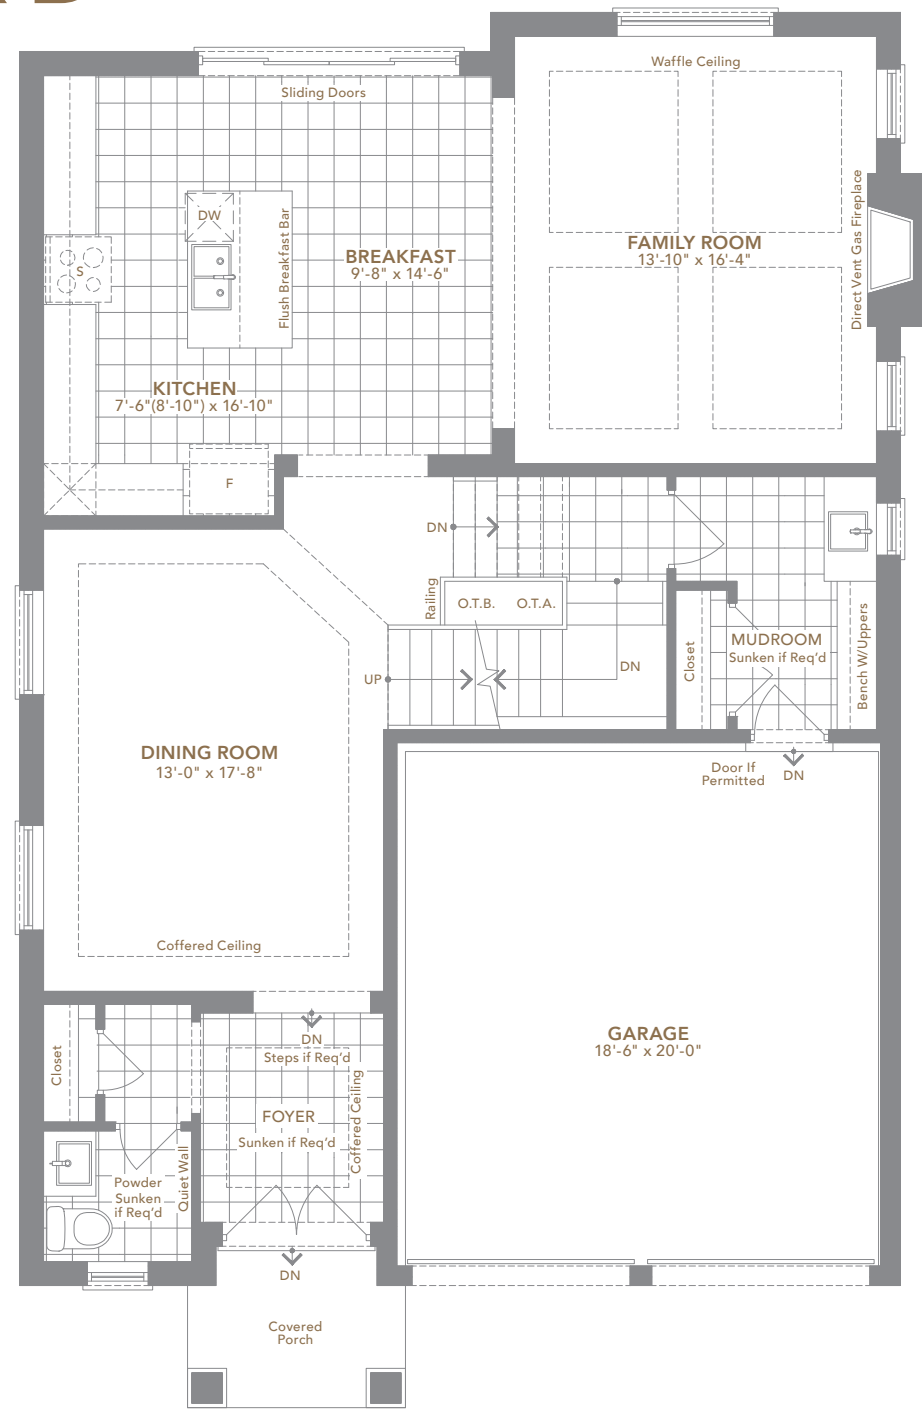 Waffle Ceiling
Sliding Doors
DW
Flush Breakfast Bar
BREAKFAST
9'-8" x 14'-6"
FAMILY ROOM
13'-10" x 16'-4"
Direct Vent Gas Fireplace
S
KITCHEN
7'-6"(8'-10") x 16'-10"
F
DN
Railing
O.T.B.
O.T.A.
UP
DN
Closet
MUDROOM
Sunken if Req'd
Bench W/Uppers
DINING ROOM
13'-0" x 17'-8"
Door If
Permitted
DN
Coffered Ceiling
GARAGE
18'-6" x 20'-0"
DN
Steps if Req'd
Closet
FOYER
Sunken if Req'd
Coffered Ceiling
Quiet Wall
Powder
Sunken
if Req'd
DN
Covered
Porch